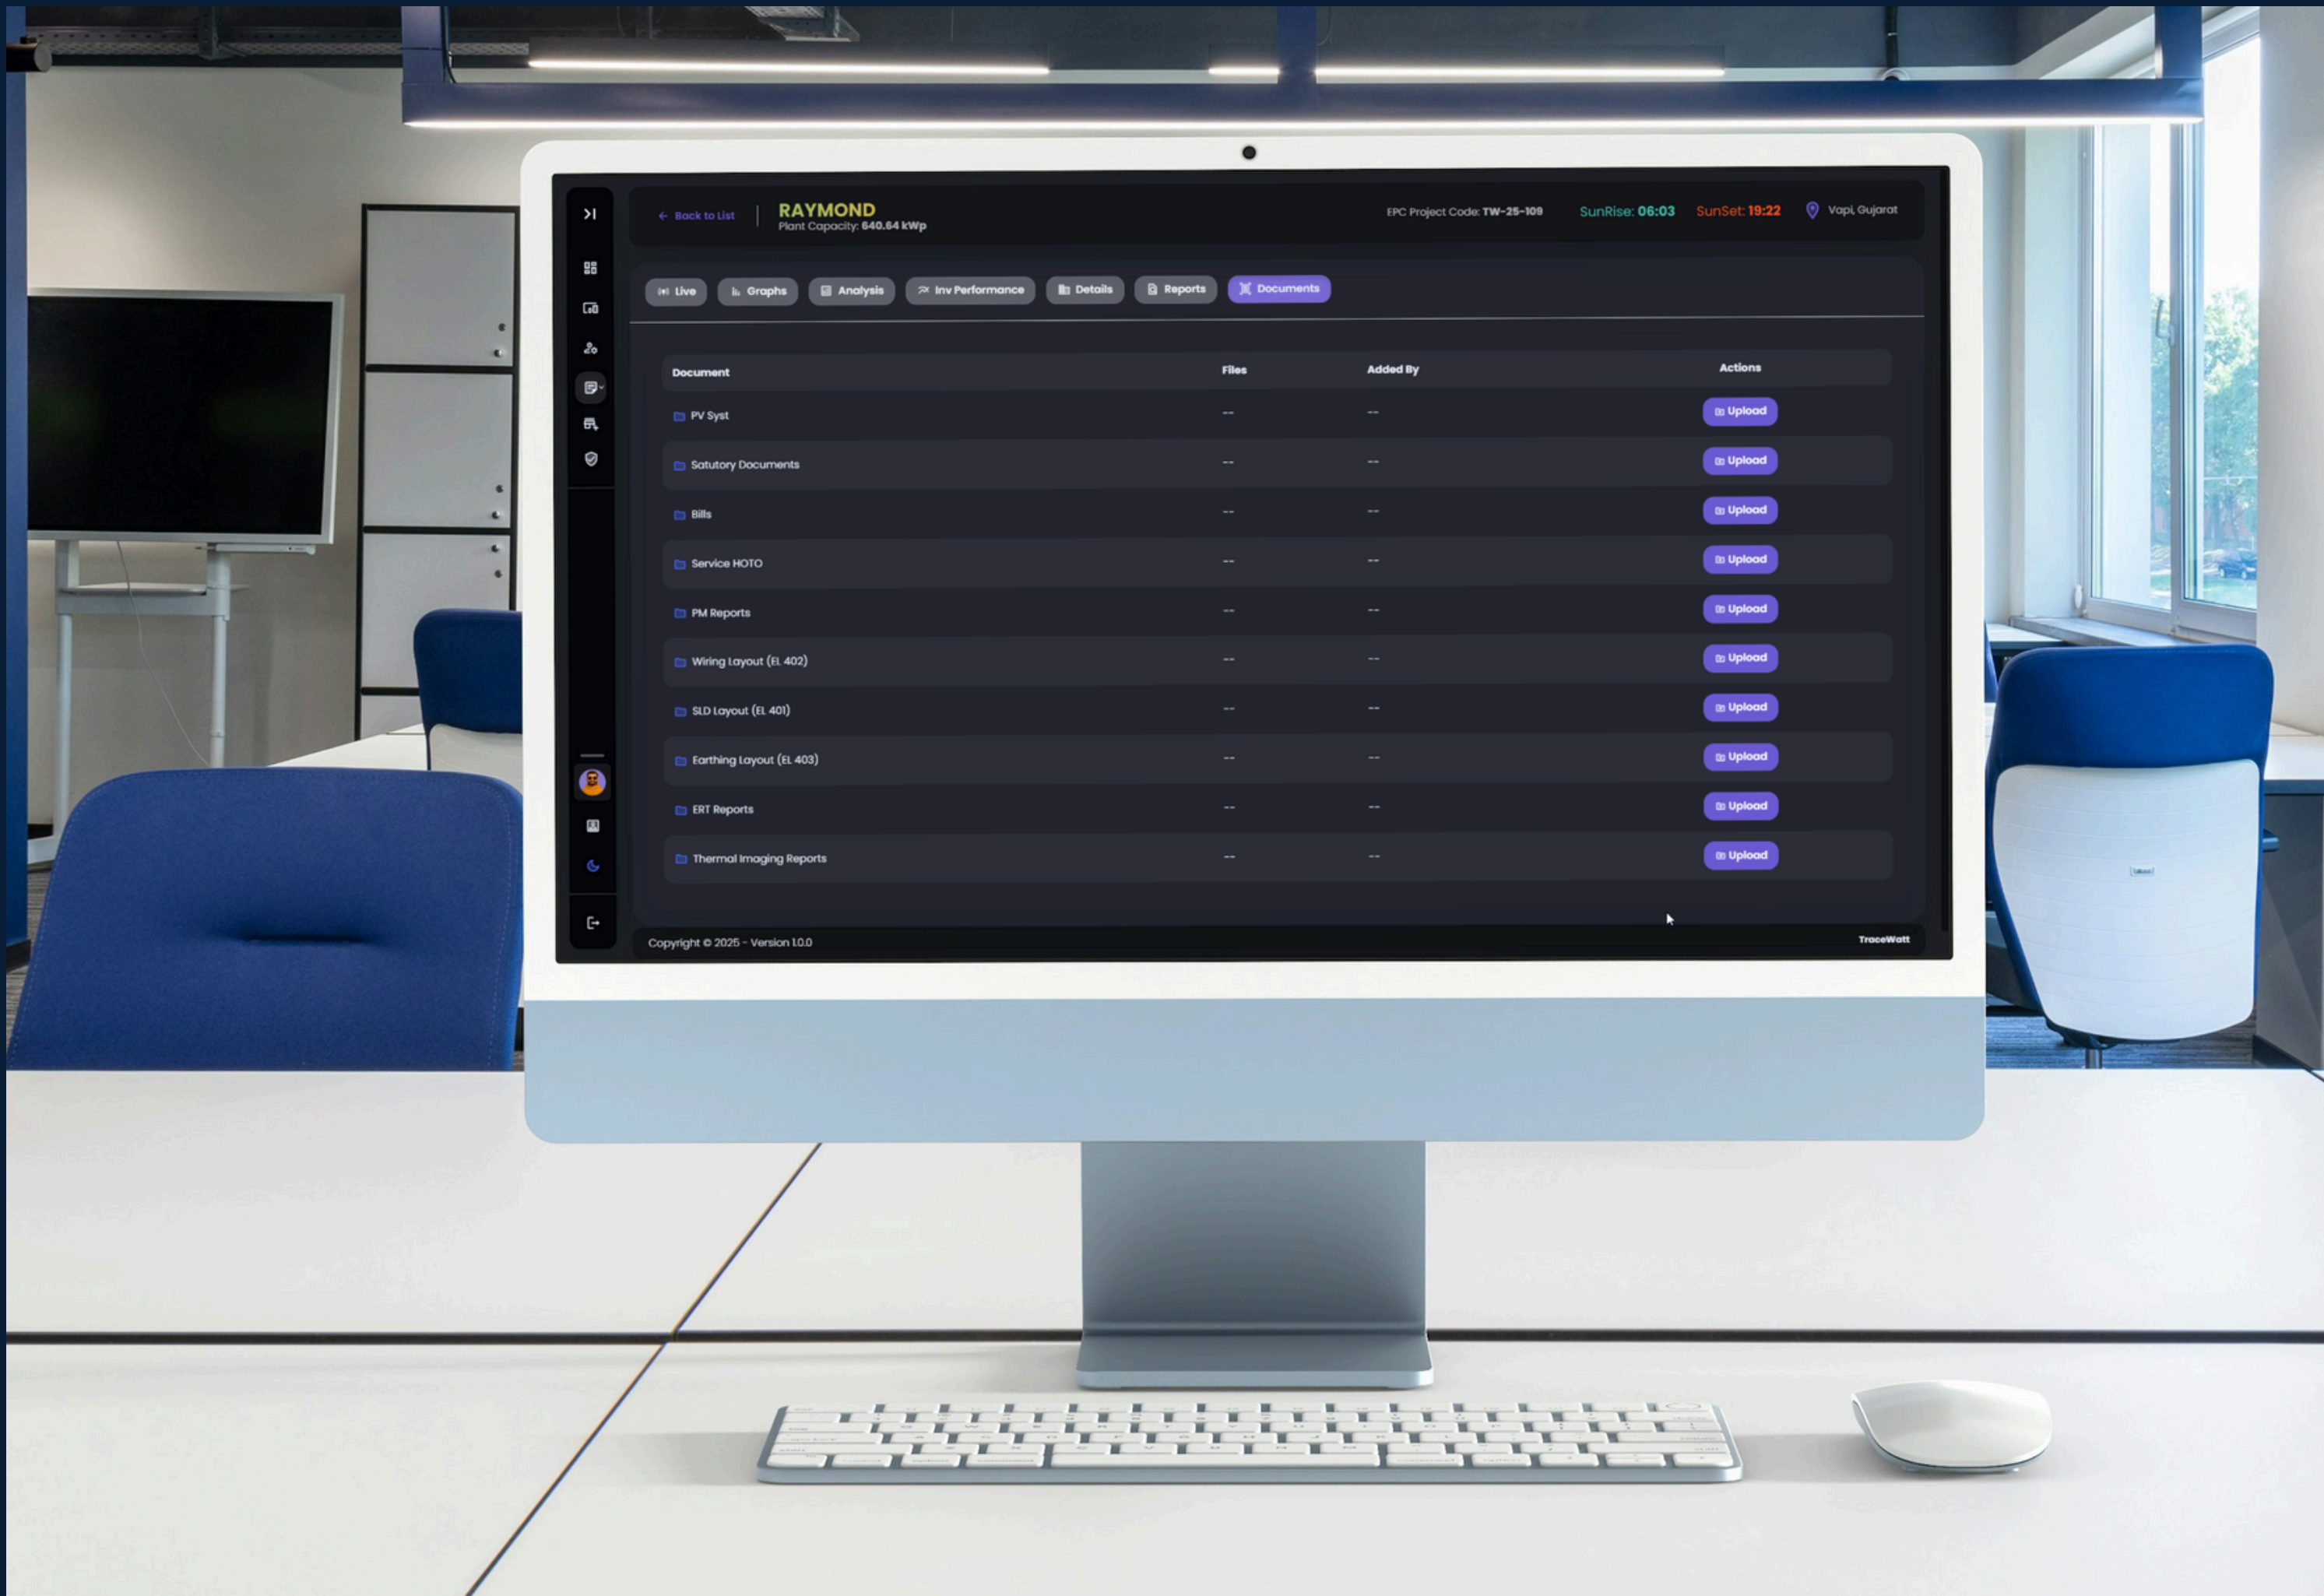 Back to List
RAYMOND
Plant Capacity: 640.64 kWp
EPC Project Code: TW-25-109
SunRise: 06:03
SunSet: 19:22
Vapi, Gujarat
Live
Graphs
Analysis
Inv Performance
Details
Reports
Documents
Document Files Added By Actions
PV Syst -- -- Upload
Satutory Documents -- -- Upload
Bills -- -- Upload
Service HOTO -- -- Upload
PM Reports -- -- Upload
Wiring Layout (EL 402) -- -- Upload
SLD Layout (EL 401) -- -- Upload
Earthing Layout (EL 403) -- -- Upload
ERT Reports -- -- Upload
Thermal Imaging Reports -- -- Upload
Copyright © 2025 - Version 1.0.0
TraceWatt